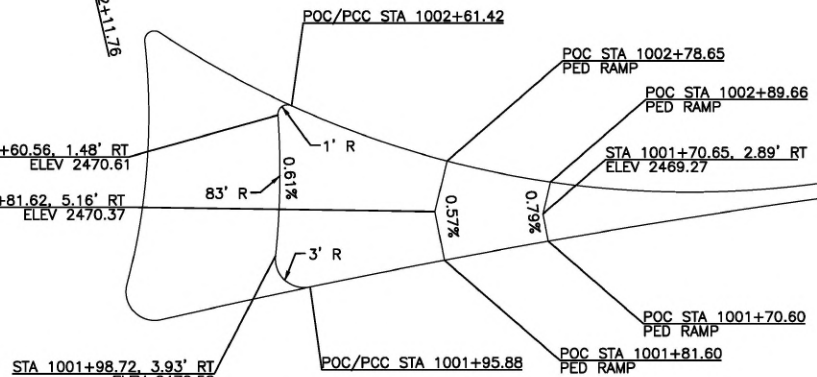 2+11.76
POC/PCC STA 1002+61.42
POC STA 1002+78.65
PED RAMP
POC STA 1002+89.66
PED RAMP
+60.56, 1.48' RT
ELEV 2470.61
1' R
STA 1001+70.65, 2.89' RT
ELEV 2469.27
0.61%
83' R
+81.62, 5.16' RT
ELEV 2470.37
0.57%
0.79%
3' R
POC STA 1001+70.60
PED RAMP
STA 1001+98.72, 3.93' RT
POC/PCC STA 1001+95.88
POC STA 1001+81.60
PED RAMP